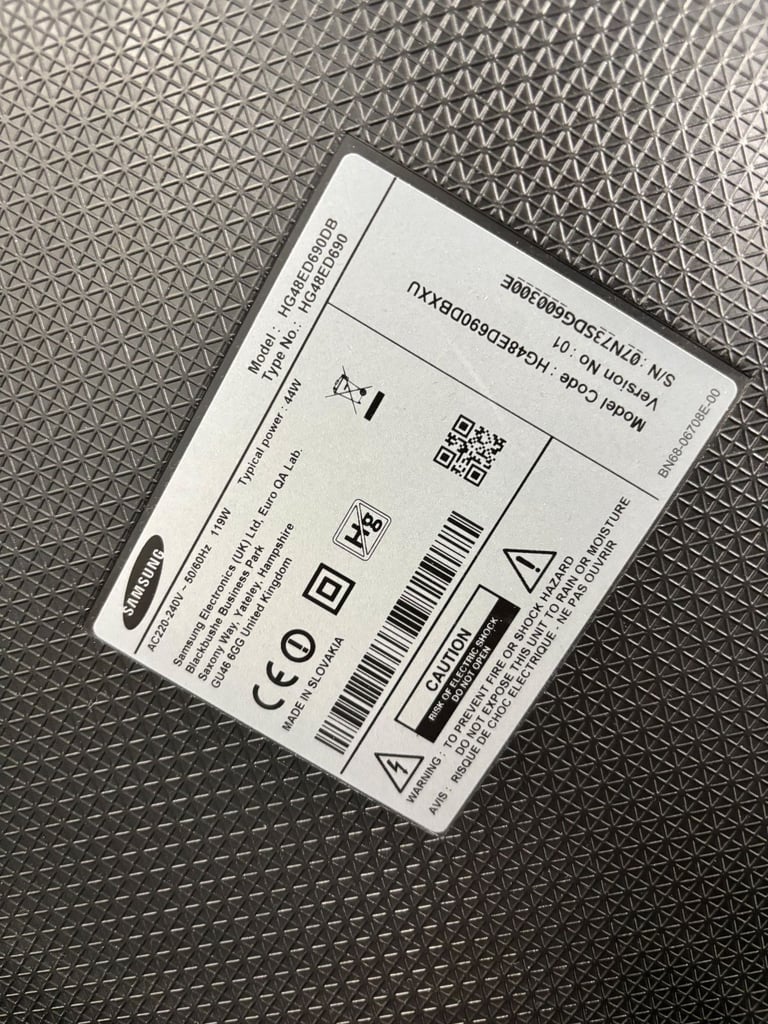 SAMSUNG
Model : HG48ED690DB
Type No.: HG48ED690
AC220-240V ~ 50/60Hz 119W Typical power : 44W
Samsung Electronics (UK) Ltd, Euro QA Lab.
Blackbushe Business Park
Saxony Way, Yateley, Hampshire
GU46 6GG United Kingdom
CE
Hg
MADE IN SLOVAKIA
Model Code : HG48ED690DBXXU
Version No : 01
S/N : 07N73SDG600300E
CAUTION
RISK OF ELECTRIC SHOCK
DO NOT OPEN
WARNING : TO PREVENT FIRE OR SHOCK HAZARD
DO NOT EXPOSE THIS UNIT TO RAIN OR MOISTURE
AVIS : RISQUE DE CHOC ELECTRIQUE : NE PAS OUVRIR
BN68-06708E-00